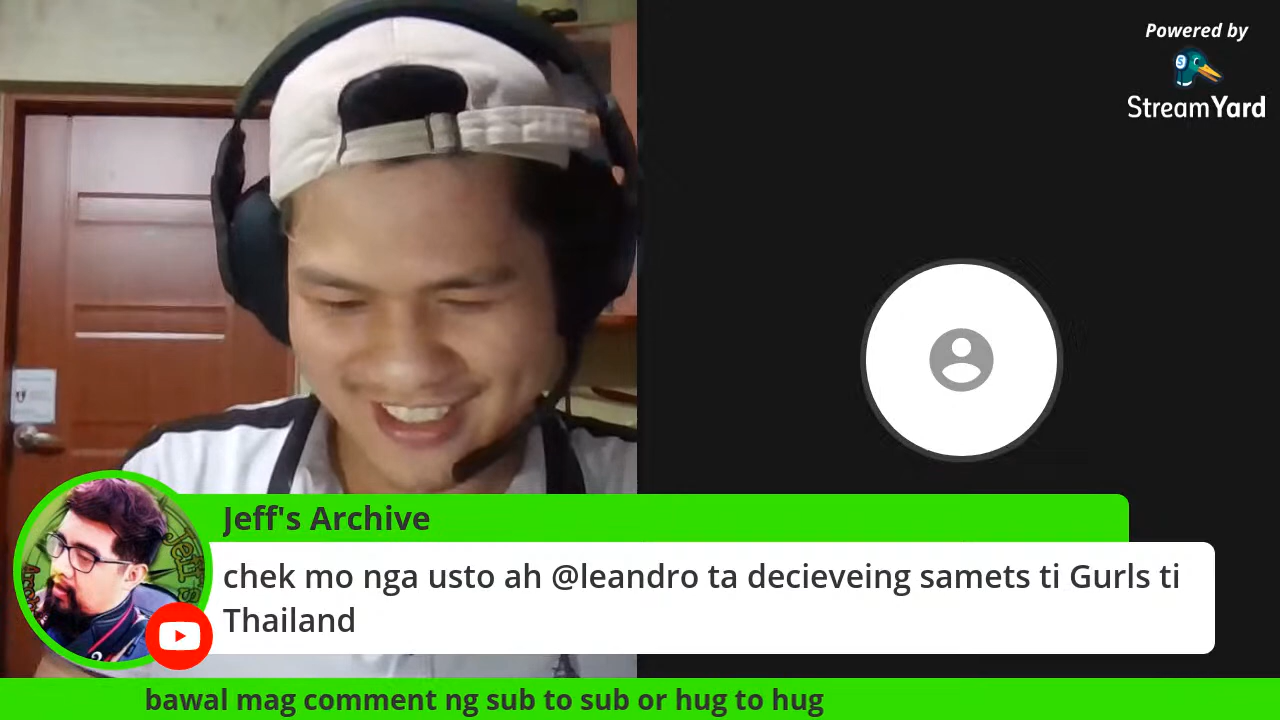 Powered by
StreamYard
Jeff's Archive
chek mo nga usto ah @leandro ta decieveing samets ti Gurls ti
Thailand
bawal mag comment ng sub to sub or hug to hug